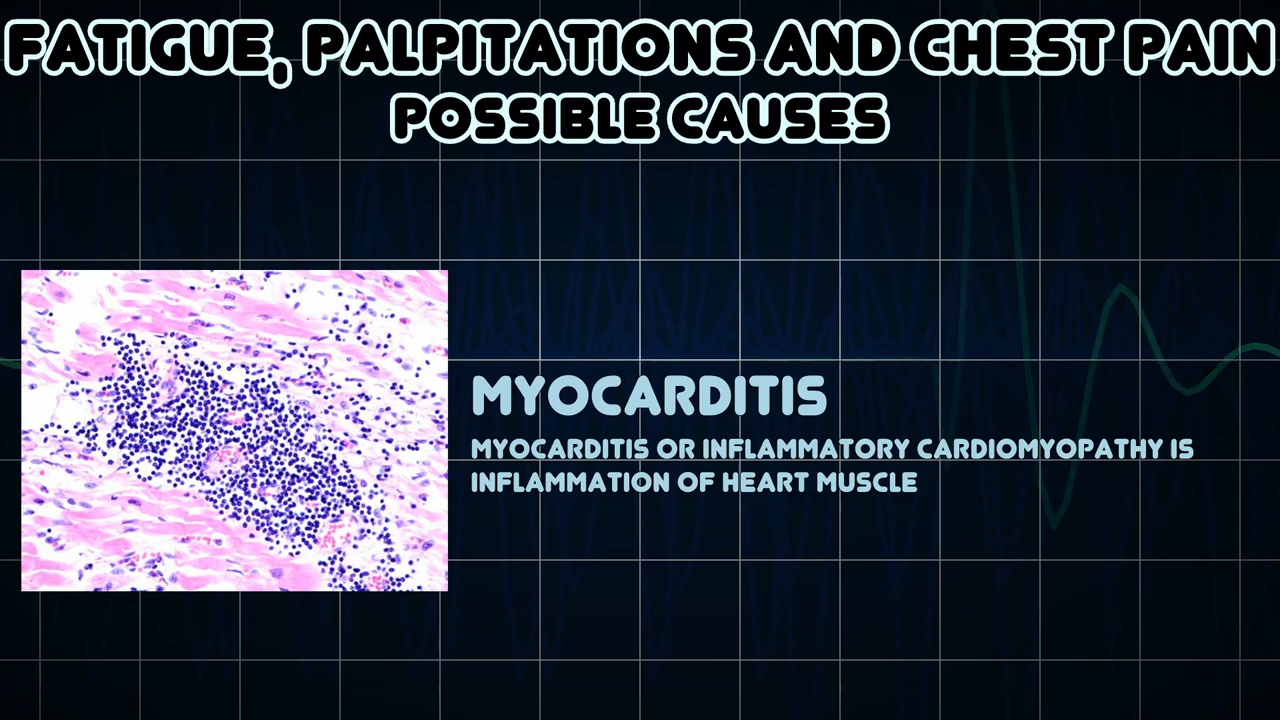 FATIGUE, PALPITATIONS AND CHEST PAIN
POSSIBLE CAUSES
MYOCARDITIS
MYOCARDITIS OR INFLAMMATORY CARDIOMYOPATHY IS
INFLAMMATION OF HEART MUSCLE